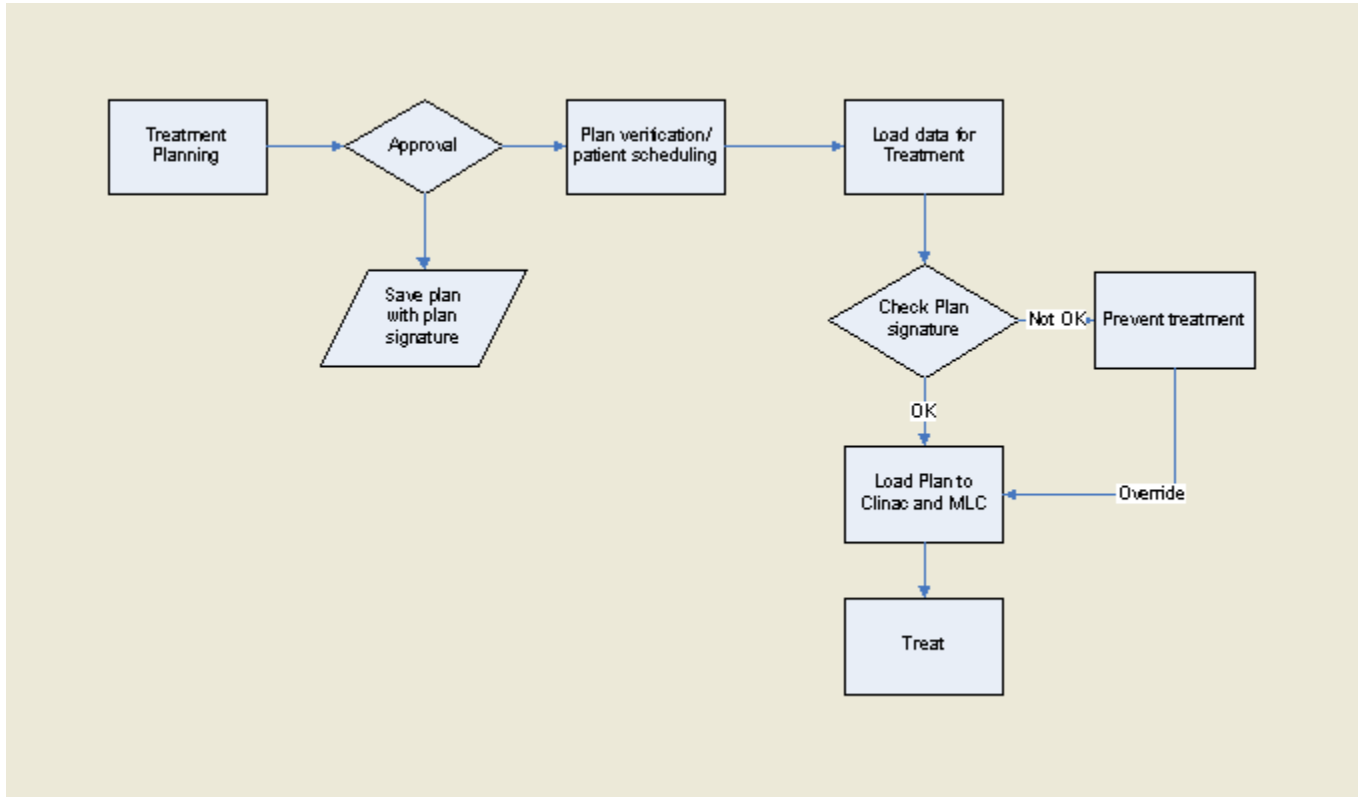 Treatment
Planning
Approval
Plan verification/
patient scheduling
Load data for
Treatment
Save plan
with plan
signature
Check Plan
signature
Not OK
Prevent treatment
OK
Load Plan to
Clinac and MLC
Override
Treat